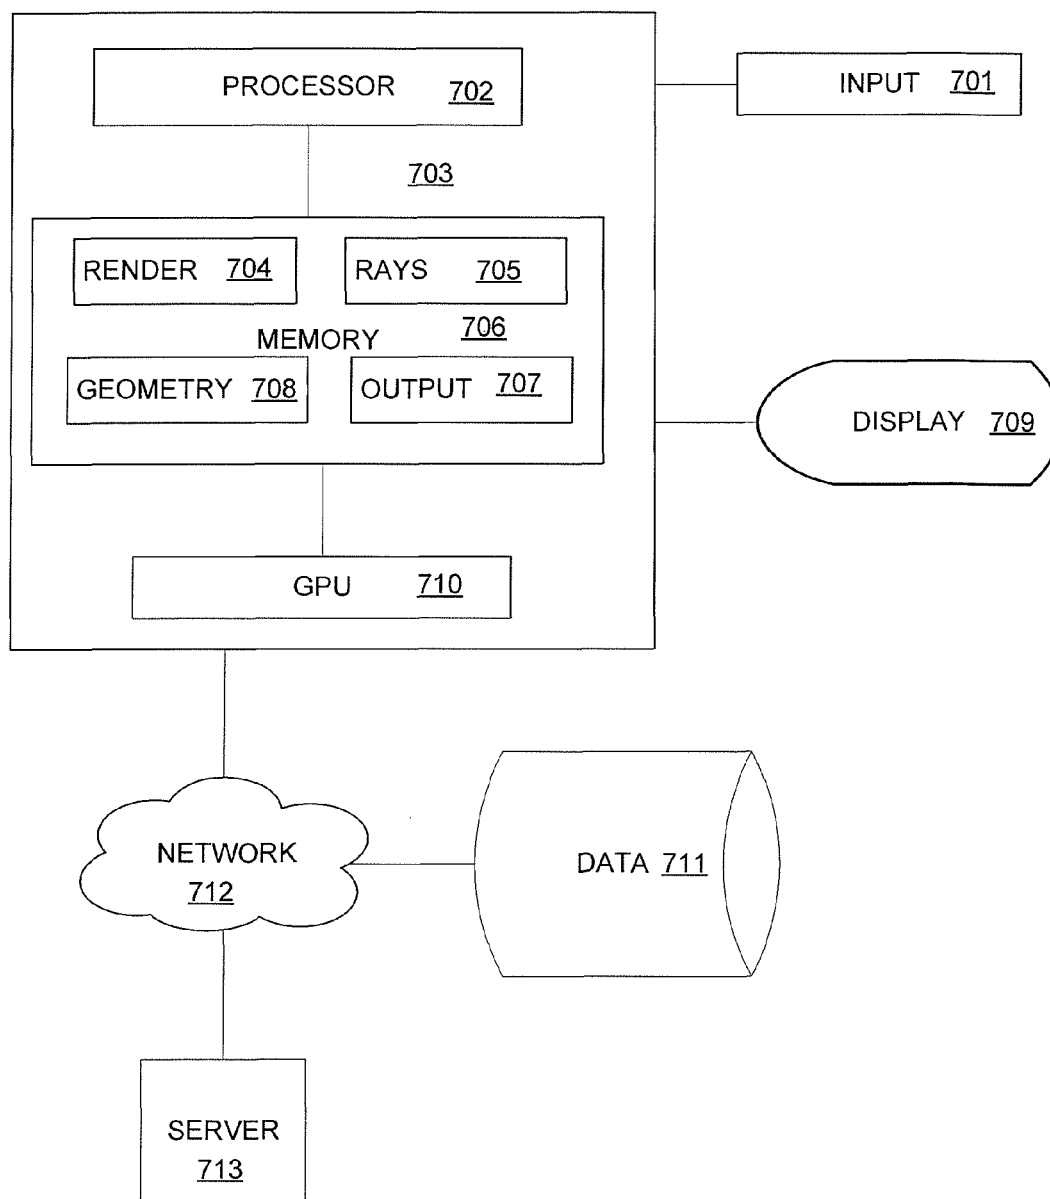 PROCESSOR 702
INPUT 701
703
RENDER 704
RAYS 705
MEMORY 706
GEOMETRY 708
OUTPUT 707
DISPLAY 709
GPU 710
NETWORK
712
DATA 711
SERVER
713